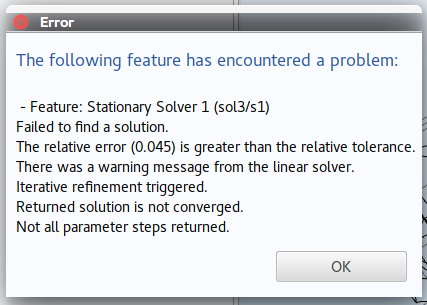 Error
The following feature has encountered a problem:
- Feature: Stationary Solver 1 (sol3/s1)
Failed to find a solution.
The relative error (0.045) is greater than the relative tolerance.
There was a warning message from the linear solver.
Iterative refinement triggered.
Returned solution is not converged.
Not all parameter steps returned.
OK